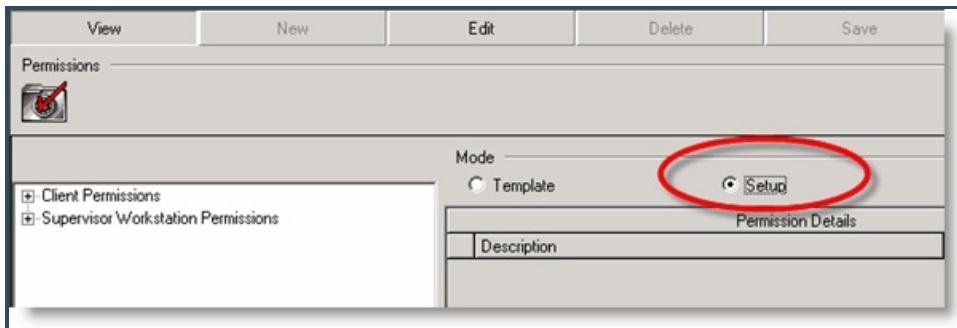 View New Edit Delete Save
Permissions
Mode
Template Setup
Client Permissions
Supervisor Workstation Permissions
Permission Details
Description